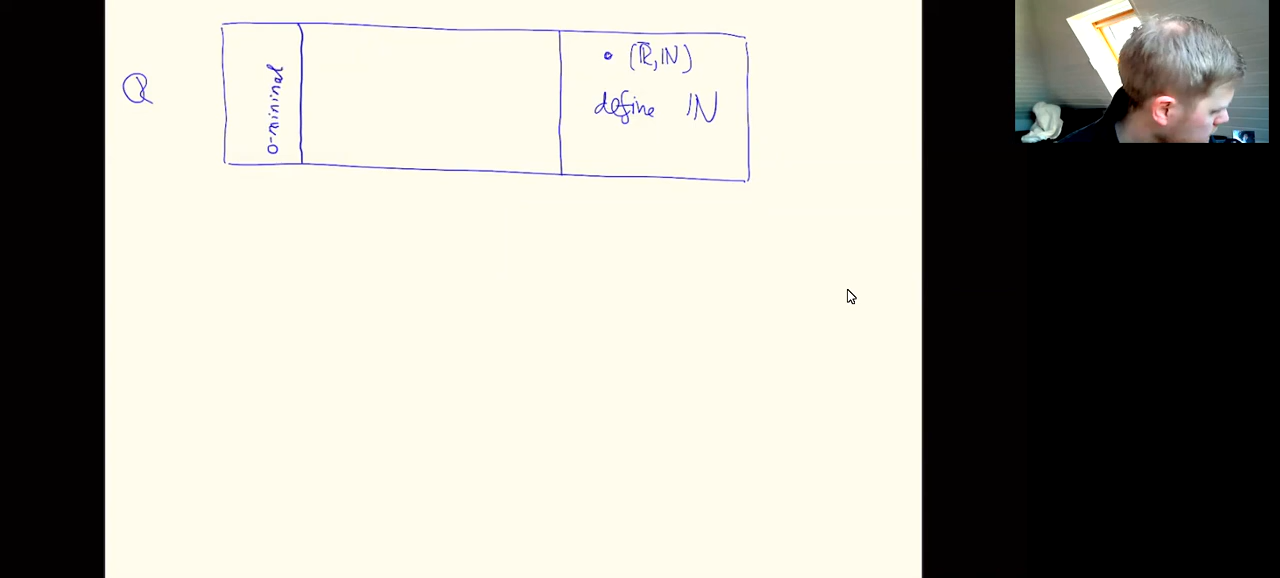 Q
o-minimal
• (ℝ, ℕ)
define ℕ